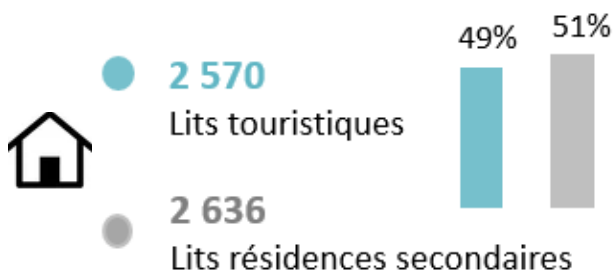 49% 51%
2 570
Lits touristiques
2 636
Lits résidences secondaires